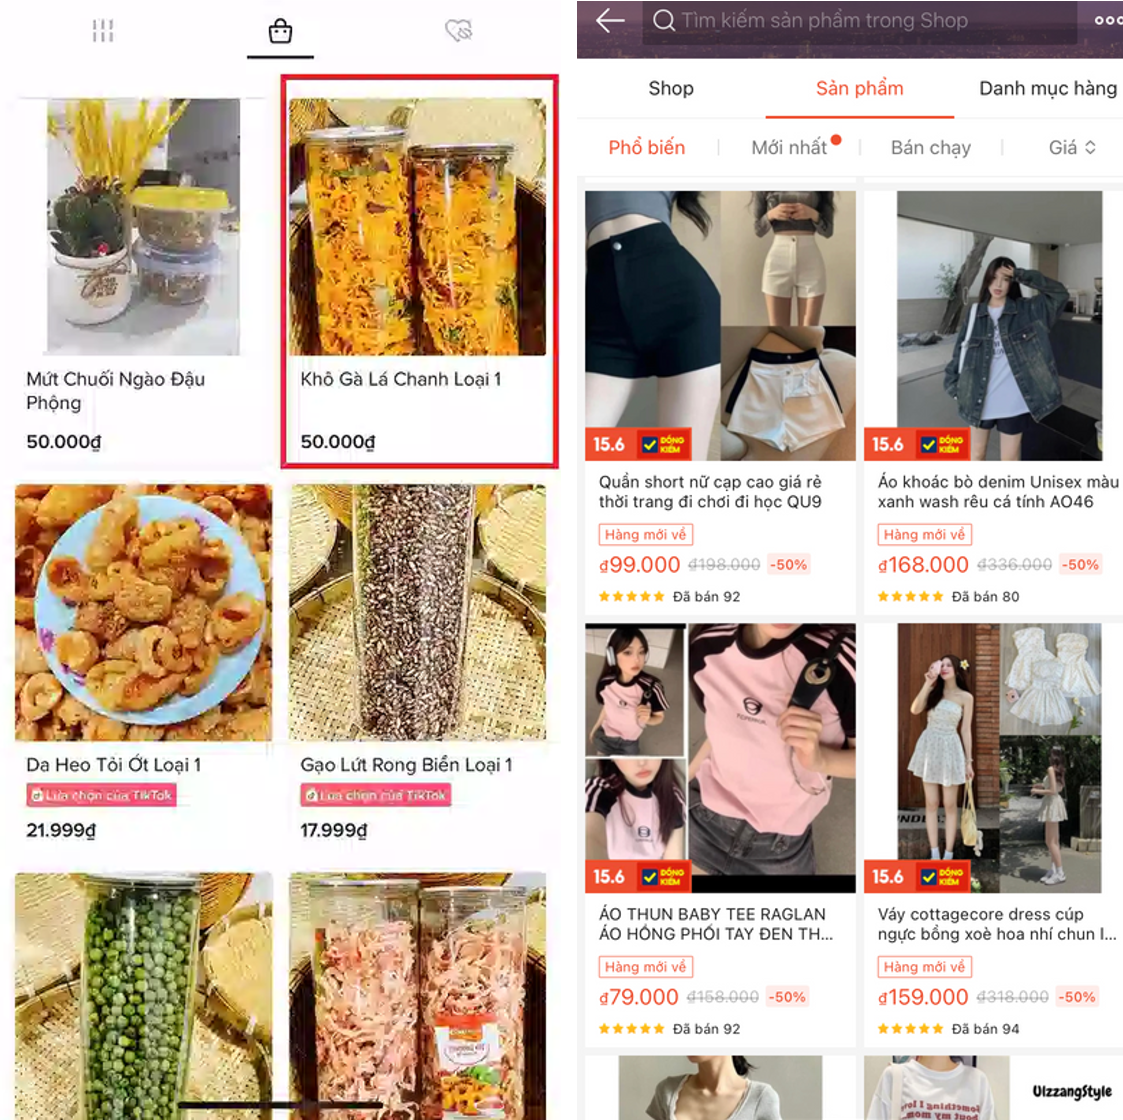 Mứt Chuối Ngào Đậu
Phộng
50.000₫
Khô Gà Lá Chanh Loại 1
50.000₫
Da Heo Tỏi Ớt Loại 1
Lựa chọn của TikTok
21.999₫
Gạo Lứt Rong Biển Loại 1
Lựa chọn của TikTok
17.999₫
Tìm kiếm sản phẩm trong Shop
Shop
Sản phẩm
Danh mục hàng
Phổ biến
Mới nhất
Bán chạy
Giá
15.6
ĐỒNG
KIỂM
Quần short nữ cạp cao giá rẻ
thời trang đi chơi đi học QU9
Hàng mới về
₫99.000 ₫198.000 -50%
Đã bán 92
15.6
ĐỒNG
KIỂM
Áo khoác bò denim Unisex màu
xanh wash rêu cá tính AO46
Hàng mới về
₫168.000 ₫336.000 -50%
Đã bán 80
15.6
ĐỒNG
KIỂM
ÁO THUN BABY TEE RAGLAN
ÁO HỒNG PHỐI TAY ĐEN TH...
Hàng mới về
₫79.000 ₫158.000 -50%
Đã bán 92
15.6
ĐỒNG
KIỂM
Váy cottagecore dress cúp
ngực bồng xoè hoa nhí chun l...
Hàng mới về
₫159.000 ₫318.000 -50%
Đã bán 94
Something I love
about my mom
UlzzangStyle